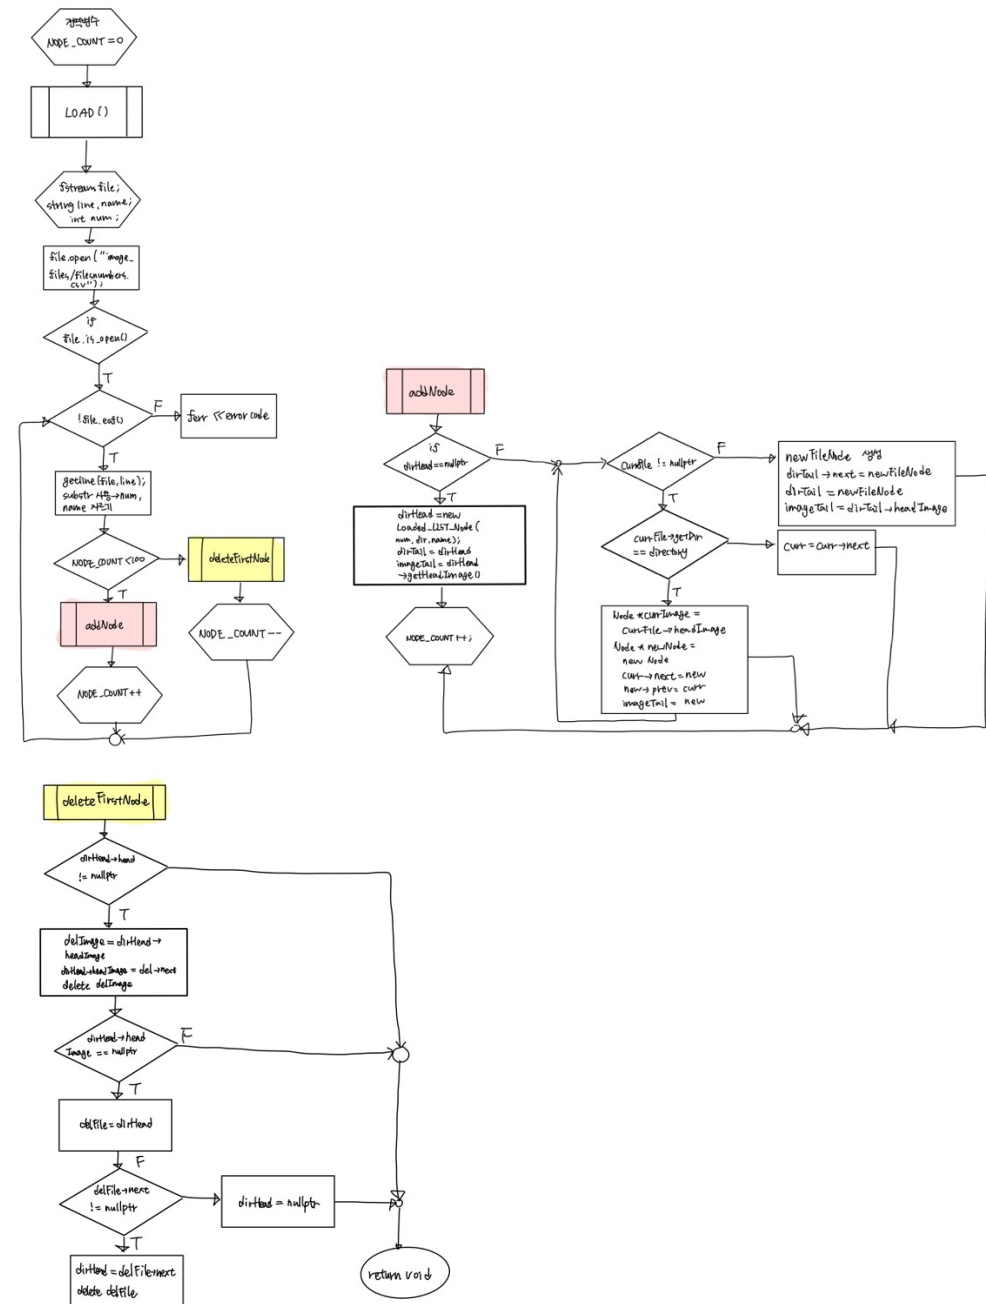 전역변수
NODE_COUNT = 0
LOAD()
fstream file;
string line, name;
int num;
file.open("image_
files/filesnumbers.
csv");
if
file.is_open()
T
!file.eof()
F
ferr << error code
T
getline(file, line);
substr 사용→num,
name 자르기
NODE_COUNT < 100
deleteFirstNode
T
addNode
NODE_COUNT --
NODE_COUNT ++
addNode
if
dirHead == nullptr
F
T
dirHead = new
Loaded_LIST_Node(
num, dir, name);
dirTail = dirHead
imageTail = dirHead
→getHeadImage()
NODE_COUNT ++;
currFile != nullptr
F
newFileNode 생성
dirTail → next = newFileNode
dirTail = newFileNode
imageTail = dirTail → headImage
T
currFile → getDir
== directory
curr = curr → next
T
Node *currImage =
currFile → headImage
Node * newNode =
new Node
curr → next = new
new → prev = curr
imageTail = new
deleteFirstNode
dirHead → head
!= nullptr
T
delImage = dirHead →
headImage
dirHead→headImage = del → next
delete delImage
dirHead → head
Image == nullptr
F
T
delFile = dirHead
F
delFile → next
!= nullptr
dirHead = nullptr
T
dirHead = delFile→next
delete delFile
return void